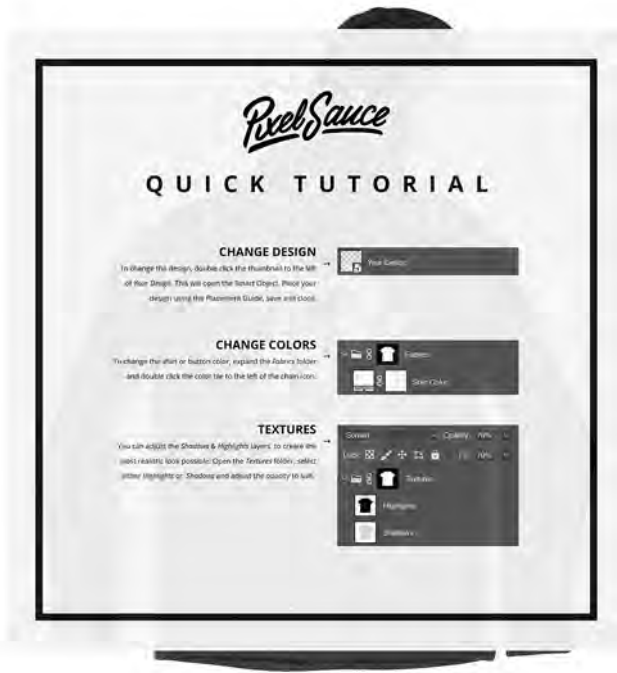 PixelSauce
QUICK TUTORIAL
CHANGE DESIGN
To change the design, double click the thumbnail to the left
of Your Design. This will open the Smart Object. Place your
design using the Placement Guide, save and close.
Your Design
CHANGE COLORS
To change the shirt or button color, expand the Fabrics folder
and double click the color tile to the left of the chain icon.
Shirt Color
TEXTURES
You can adjust the Shadows & Highlights layers, to create the
most realistic look possible. Open the Textures folder, select
either Highlights or Shadows and adjust the opacity to suit.
Screen Opacity: 70%
Lock: Fill: 70%
Textures
Highlights
Shadows